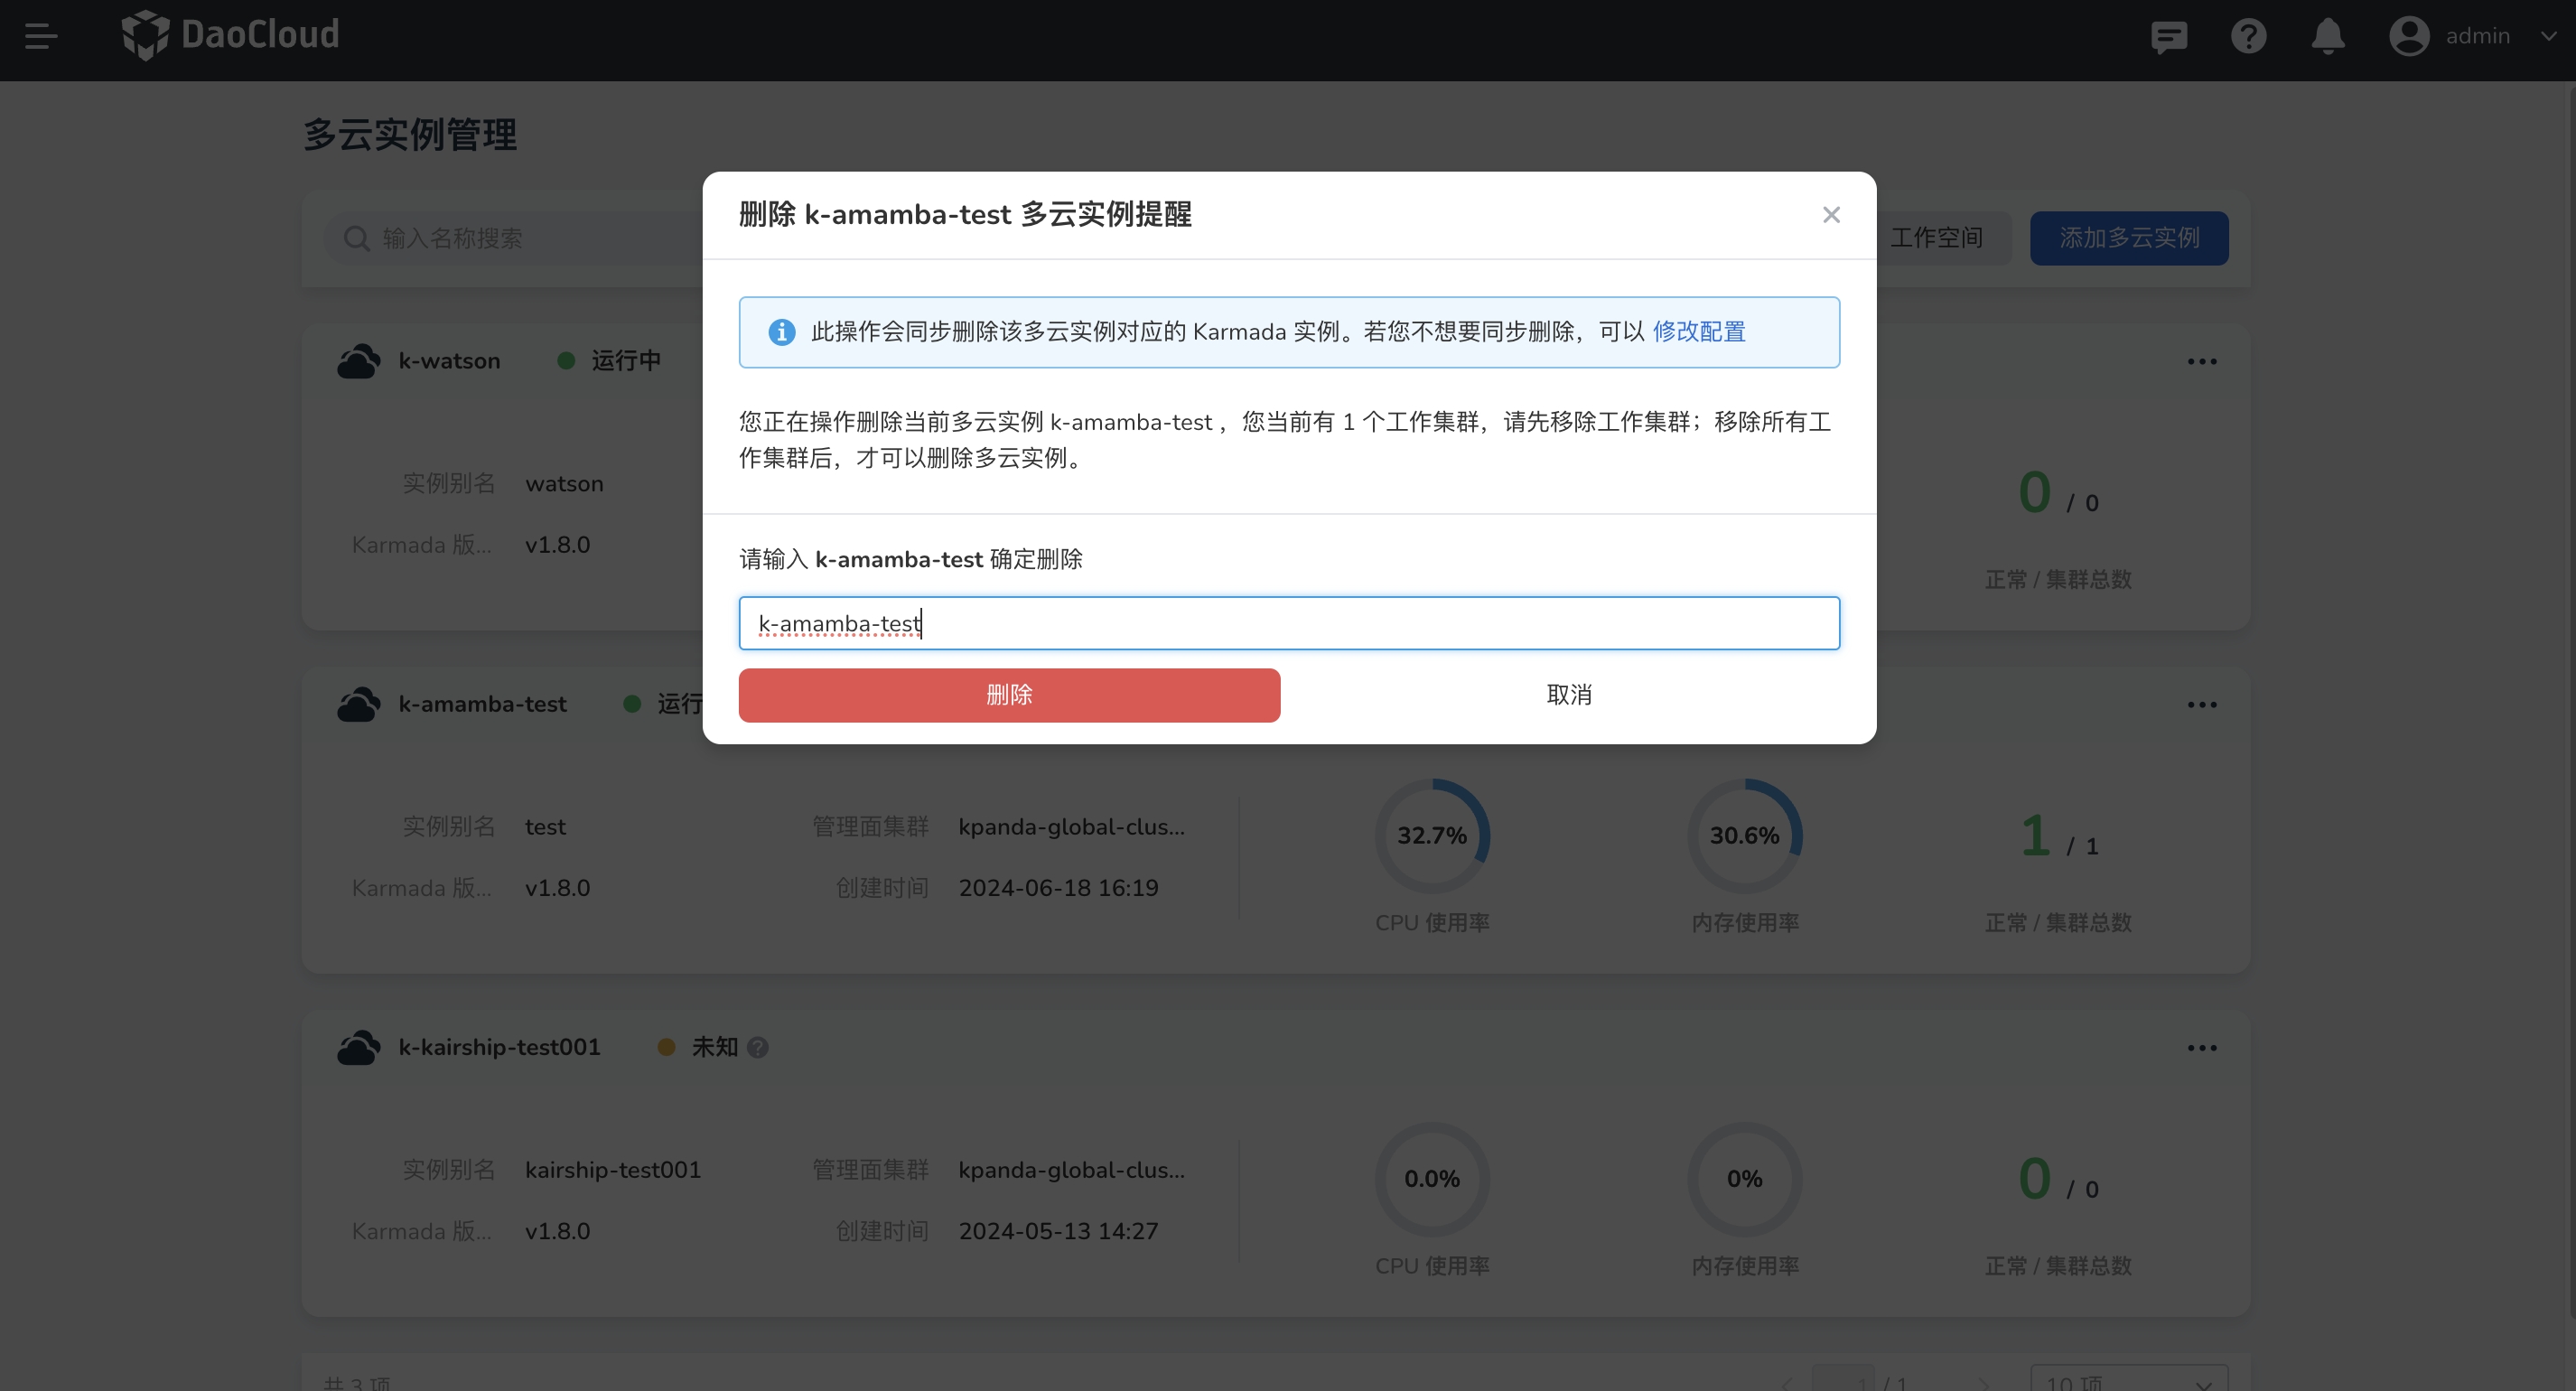 DaoCloud
admin
多云实例管理
输入名称搜索
工作空间
添加多云实例
k-watson
运行中
实例别名
watson
Karmada 版...
v1.8.0
0 / 0
正常 / 集群总数
删除 k-amamba-test 多云实例提醒
此操作会同步删除该多云实例对应的 Karmada 实例。若您不想要同步删除，可以 修改配置
您正在操作删除当前多云实例 k-amamba-test ，您当前有 1 个工作集群，请先移除工作集群；移除所有工
作集群后，才可以删除多云实例。
请输入 k-amamba-test 确定删除
k-amamba-test
删除
取消
k-amamba-test
运行
实例别名
test
管理面集群
kpanda-global-clus...
Karmada 版...
v1.8.0
创建时间
2024-06-18 16:19
32.7%
CPU 使用率
30.6%
内存使用率
1 / 1
正常 / 集群总数
k-kairship-test001
未知
实例别名
kairship-test001
管理面集群
kpanda-global-clus...
Karmada 版...
v1.8.0
创建时间
2024-05-13 14:27
0.0%
CPU 使用率
0%
内存使用率
0 / 0
正常 / 集群总数
共 3 项
1 / 1
10 项